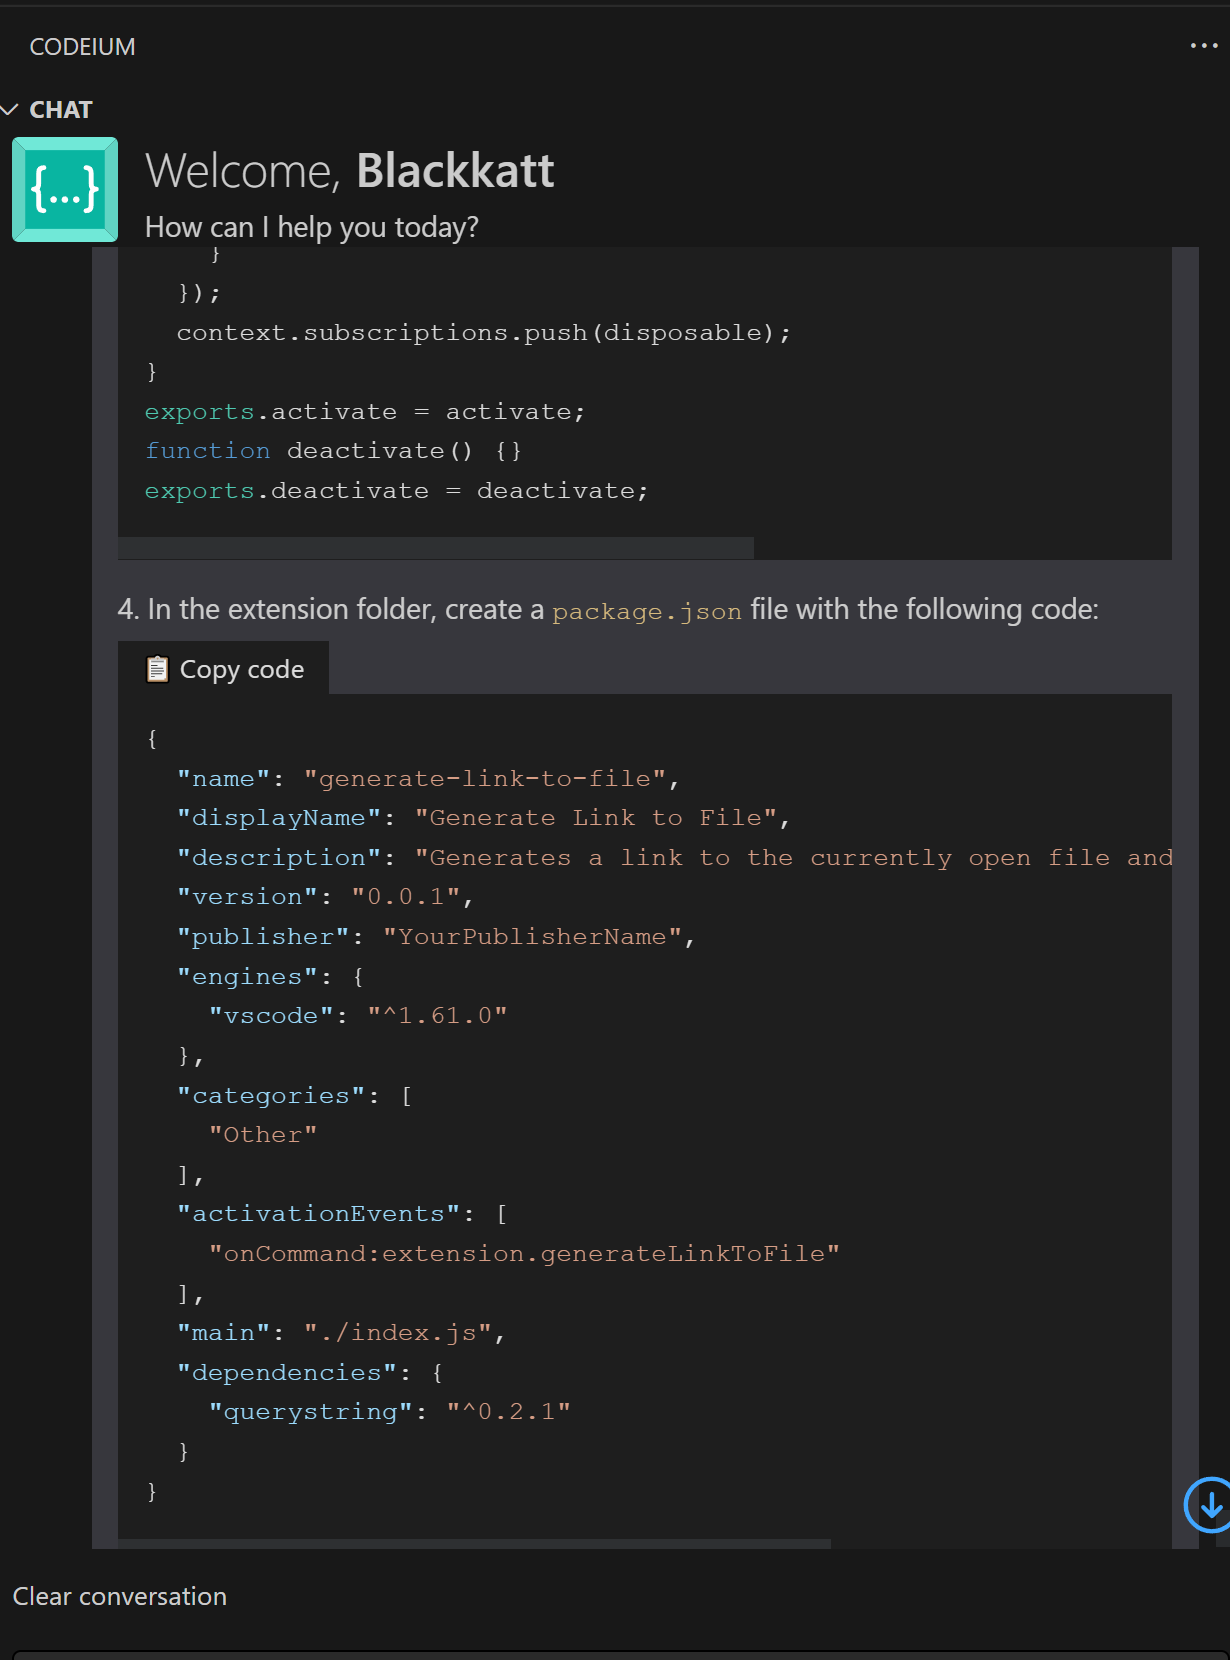 CODEIUM
CHAT
{...}
Welcome, Blackkatt
How can I help you today?
    }
  });
  context.subscriptions.push(disposable);
}
exports.activate = activate;
function deactivate() {}
exports.deactivate = deactivate;
4. In the extension folder, create a package.json file with the following code:
Copy code
{
  "name": "generate-link-to-file",
  "displayName": "Generate Link to File",
  "description": "Generates a link to the currently open file and
  "version": "0.0.1",
  "publisher": "YourPublisherName",
  "engines": {
    "vscode": "^1.61.0"
  },
  "categories": [
    "Other"
  ],
  "activationEvents": [
    "onCommand:extension.generateLinkToFile"
  ],
  "main": "./index.js",
  "dependencies": {
    "querystring": "^0.2.1"
  }
}
Clear conversation